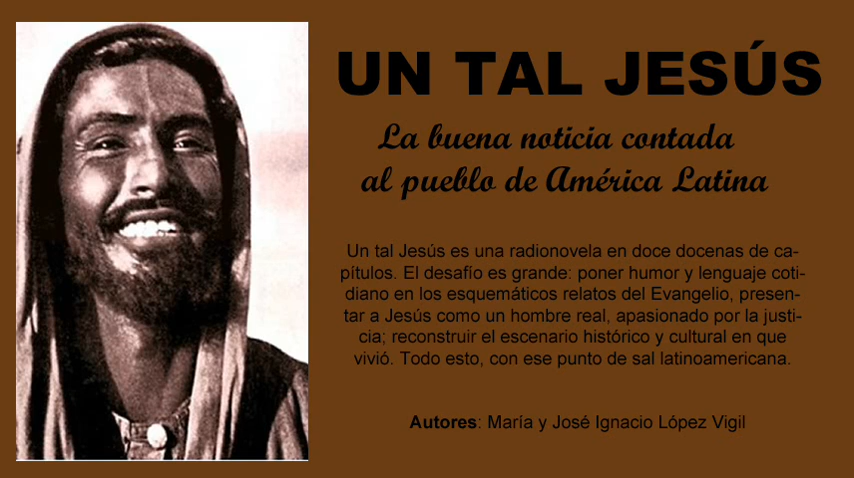 UN TAL JESÚS
La buena noticia contada
al pueblo de América Latina
Un tal Jesús es una radionovela en doce docenas de ca-
pítulos. El desafío es grande: poner humor y lenguaje coti-
diano en los esquemáticos relatos del Evangelio, presen-
tar a Jesús como un hombre real, apasionado por la justi-
cia; reconstruir el escenario histórico y cultural en que
vivió. Todo esto, con ese punto de sal latinoamericana.
Autores: María y José Ignacio López Vigil